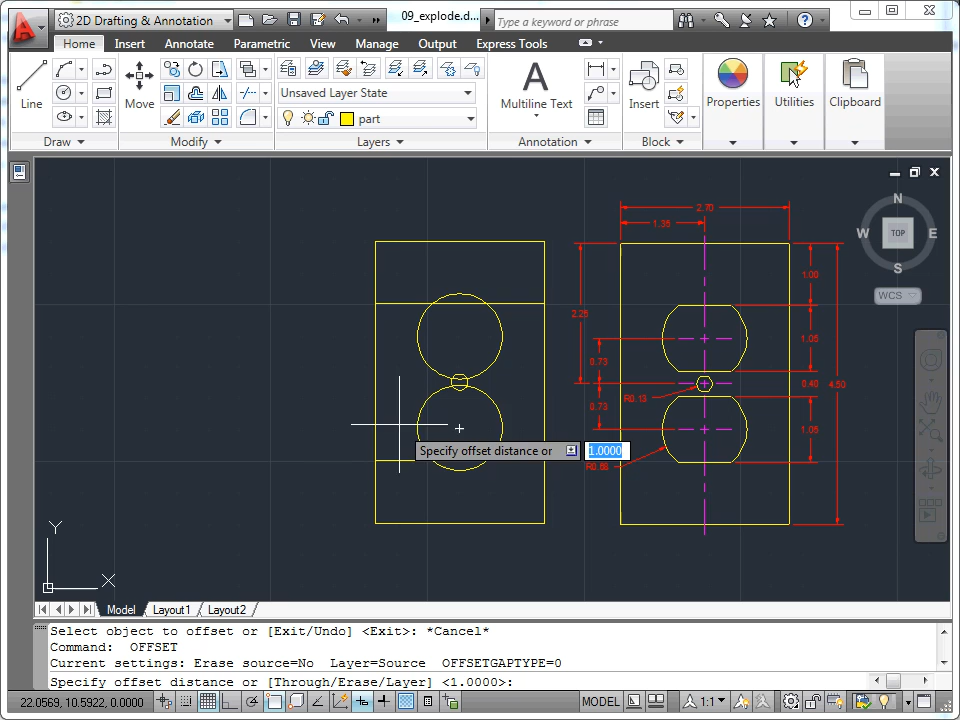 2D Drafting & Annotation
09_explode.d...
Type a keyword or phrase
Home Insert Annotate Parametric View Manage Output Express Tools
Line
Move
Unsaved Layer State
part
Multiline Text
Insert
Properties
Utilities
Clipboard
Draw
Modify
Layers
Annotation
Block
N
W TOP E
S
WCS
2.70
1.35
1.00
2.25
1.05
0.73
0.40 4.50
R0.13
0.73
1.05
Specify offset distance or 1.0000
R0.68
Y
X
Model Layout1 Layout2
Select object to offset or [Exit/Undo] <Exit>: *Cancel*
Command: OFFSET
Current settings: Erase source=No Layer=Source OFFSETGAPTYPE=0
Specify offset distance or [Through/Erase/Layer] <1.0000>:
22.0569, 10.5922, 0.0000 MODEL 1:1